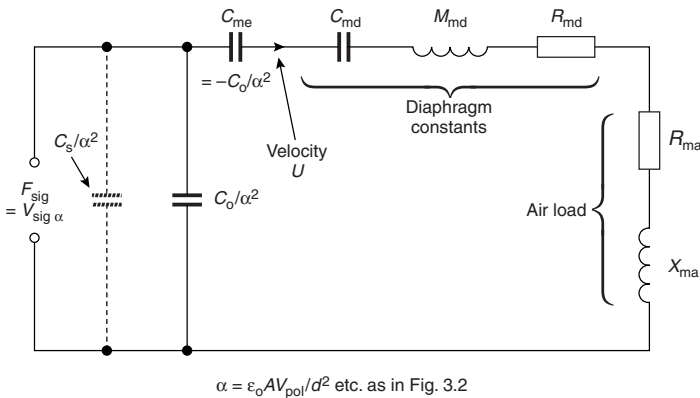 C_me
C_md
M_md
R_md
= –C_o/α²
Diaphragm
constants
C_s/α²
Velocity
U
R_ma
F_sig
= V_sig α
C_o/α²
Air load
X_ma
α = ε_oAV_pol/d² etc. as in Fig. 3.2